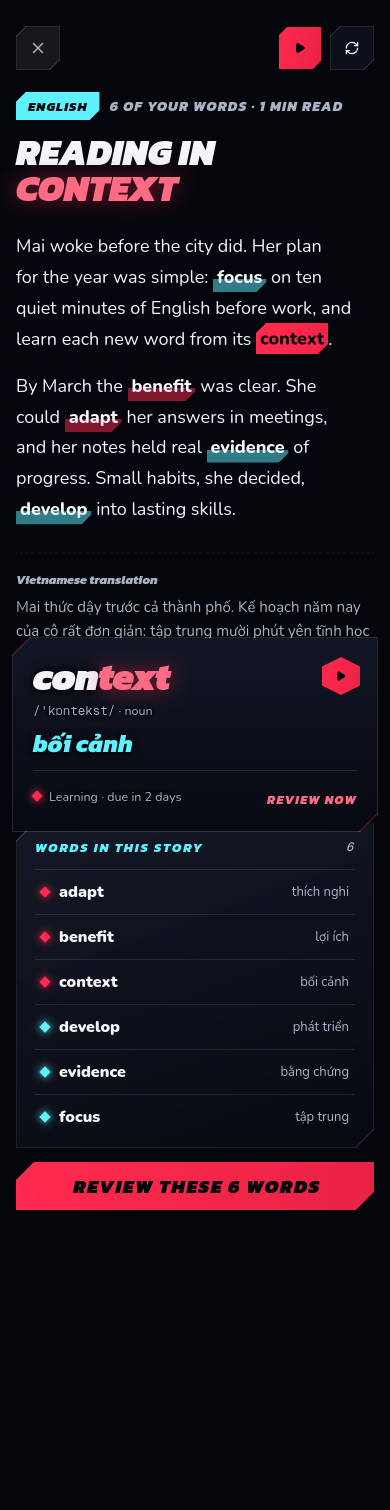 ENGLISH 6 OF YOUR WORDS · 1 MIN READ
READING IN
CONTEXT
Mai woke before the city did. Her plan
for the year was simple: focus on ten
quiet minutes of English before work, and
learn each new word from its context.
By March the benefit was clear. She
could adapt her answers in meetings,
and her notes held real evidence of
progress. Small habits, she decided,
develop into lasting skills.
Vietnamese translation
Mai thức dậy trước cả thành phố. Kế hoạch năm nay
của cô rất đơn giản: tập trung mười phút yên tĩnh học
context
/ˈkɒntekst/ · noun
bối cảnh
Learning · due in 2 days
REVIEW NOW
WORDS IN THIS STORY 6
adapt thích nghi
benefit lợi ích
context bối cảnh
develop phát triển
evidence bằng chứng
focus tập trung
REVIEW THESE 6 WORDS